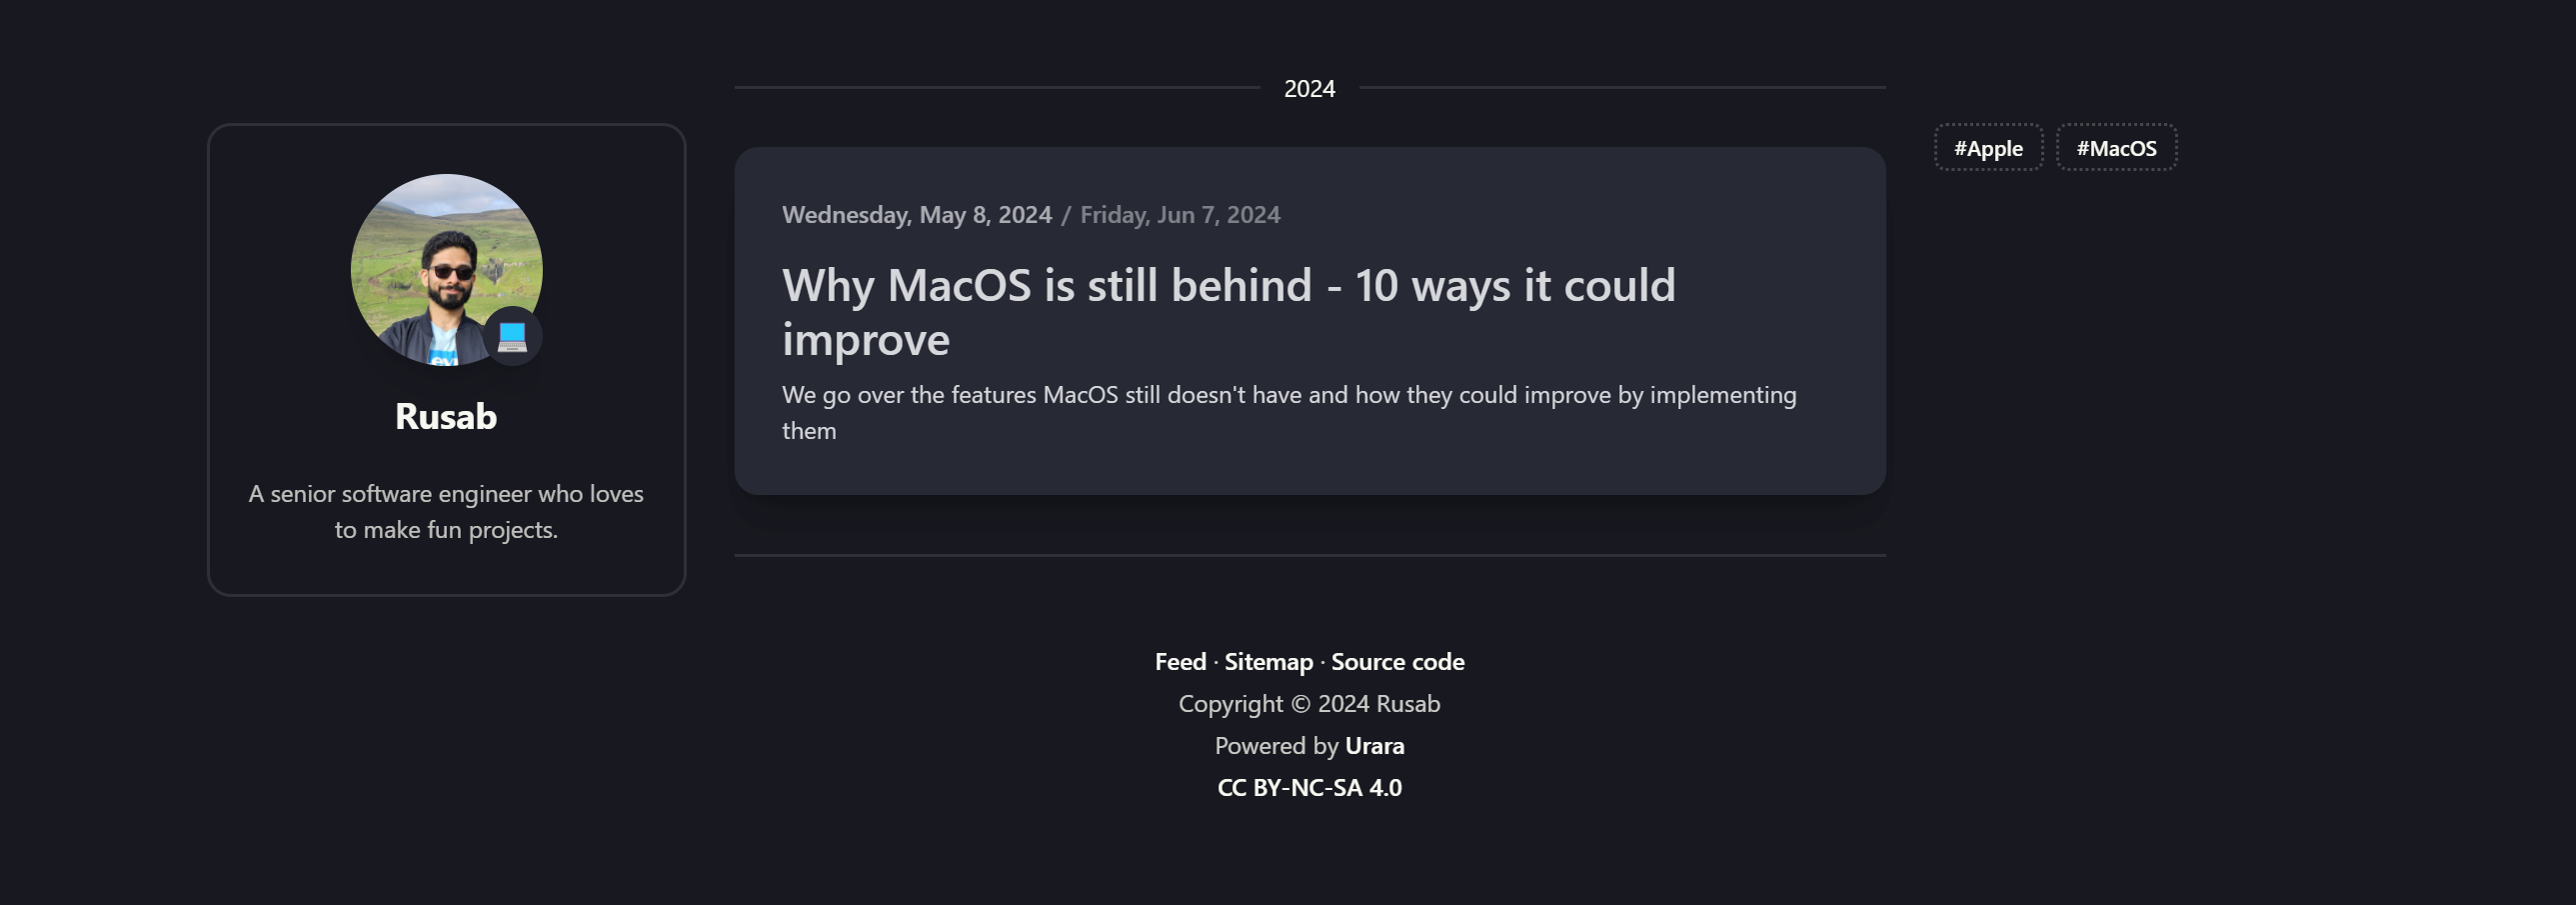 2024
Rusab
A senior software engineer who loves
to make fun projects.
Wednesday, May 8, 2024 / Friday, Jun 7, 2024
Why MacOS is still behind - 10 ways it could
improve
We go over the features MacOS still doesn't have and how they could improve by implementing
them
#Apple #MacOS
Feed · Sitemap · Source code
Copyright © 2024 Rusab
Powered by Urara
CC BY-NC-SA 4.0